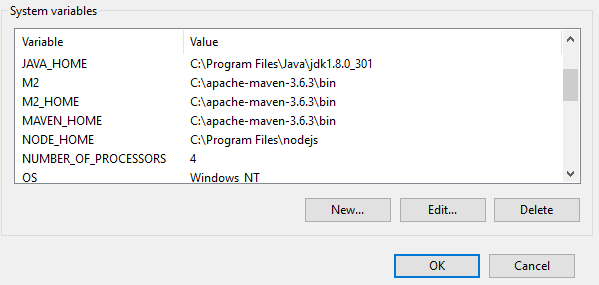 System variables
Variable Value
JAVA_HOME C:\Program Files\Java\jdk1.8.0_301
M2 C:\apache-maven-3.6.3\bin
M2_HOME C:\apache-maven-3.6.3\bin
MAVEN_HOME C:\apache-maven-3.6.3\bin
NODE_HOME C:\Program Files\nodejs
NUMBER_OF_PROCESSORS 4
OS Windows_NT
New... Edit... Delete
OK Cancel